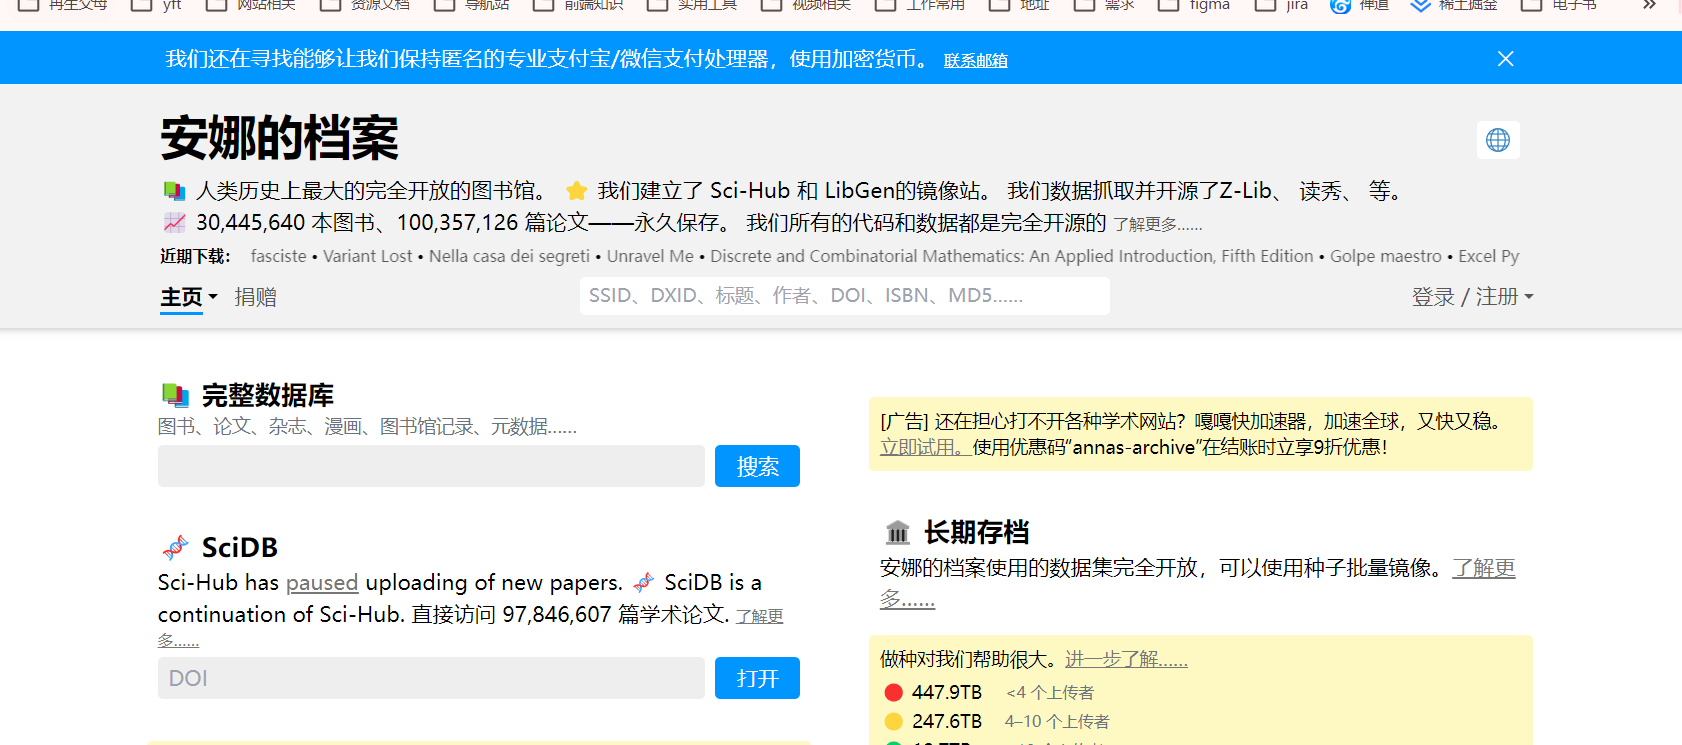 再生父母 yft 网站相关 资源文档 导航站 前端知识 实用工具 视频相关 工作常用 地址 需求 figma jira 禅道 稀土掘金 电子书
我们还在寻找能够让我们保持匿名的专业支付宝/微信支付处理器，使用加密货币。 联系邮箱
安娜的档案
人类历史上最大的完全开放的图书馆。 我们建立了 Sci-Hub 和 LibGen的镜像站。 我们数据抓取并开源了Z-Lib、 读秀、 等。
30,445,640 本图书、100,357,126 篇论文——永久保存。 我们所有的代码和数据都是完全开源的 了解更多……
近期下载： fasciste • Variant Lost • Nella casa dei segreti • Unravel Me • Discrete and Combinatorial Mathematics: An Applied Introduction, Fifth Edition • Golpe maestro • Excel Py
主页 捐赠 SSID、DXID、标题、作者、DOI、ISBN、MD5…… 登录 / 注册
完整数据库
图书、论文、杂志、漫画、图书馆记录、元数据……
搜索
SciDB
Sci-Hub has paused uploading of new papers. SciDB is a
continuation of Sci-Hub. 直接访问 97,846,607 篇学术论文. 了解更
多……
DOI 打开
[广告] 还在担心打不开各种学术网站？嘎嘎快加速器，加速全球，又快又稳。
立即试用。使用优惠码“annas-archive”在结账时立享9折优惠！
长期存档
安娜的档案使用的数据集完全开放，可以使用种子批量镜像。了解更
多……
做种对我们帮助很大。进一步了解……
447.9TB <4 个上传者
247.6TB 4–10 个上传者